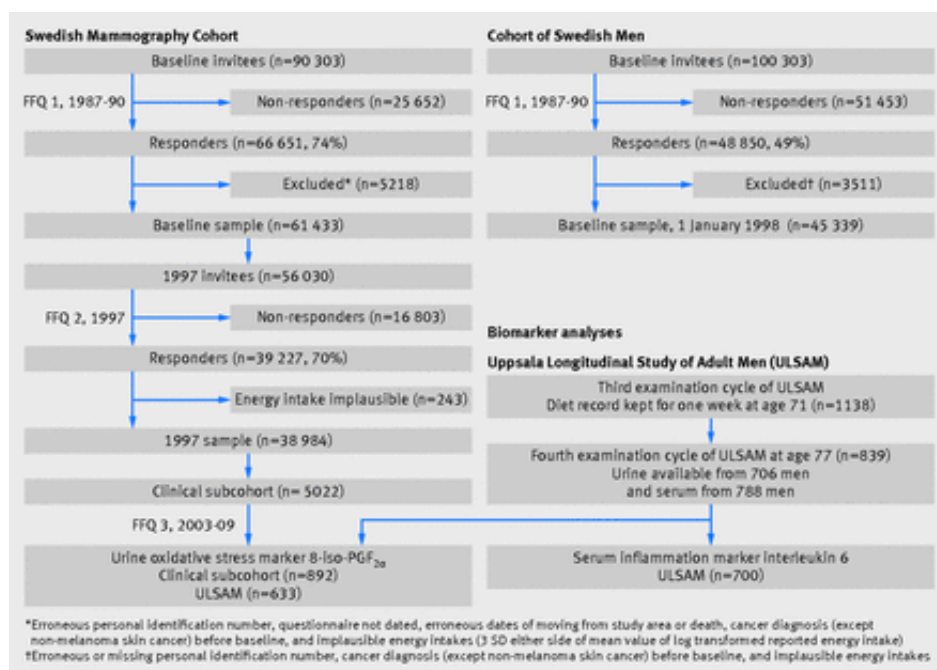 Swedish Mammography Cohort
Baseline invitees (n=90 303)
FFQ 1, 1987-90
Non-responders (n=25 652)
Responders (n=66 651, 74%)
Excluded* (n=5218)
Baseline sample (n=61 433)
1997 invitees (n=56 030)
FFQ 2, 1997
Non-responders (n=16 803)
Responders (n=39 227, 70%)
Energy intake implausible (n=243)
1997 sample (n=38 984)
Clinical subcohort (n= 5022)
FFQ 3, 2003-09
Urine oxidative stress marker 8-iso-PGF2α
Clinical subcohort (n=892)
ULSAM (n=633)
Cohort of Swedish Men
Baseline invitees (n=100 303)
FFQ 1, 1987-90
Non-responders (n=51 453)
Responders (n=48 850, 49%)
Excluded† (n=3511)
Baseline sample, 1 January 1998 (n=45 339)
Biomarker analyses
Uppsala Longitudinal Study of Adult Men (ULSAM)
Third examination cycle of ULSAM
Diet record kept for one week at age 71 (n=1138)
Fourth examination cycle of ULSAM at age 77 (n=839)
Urine available from 706 men
and serum from 788 men
Serum inflammation marker interleukin 6
ULSAM (n=700)
*Erroneous personal identification number, questionnaire not dated, erroneous dates of moving from study area or death, cancer diagnosis (except
non-melanoma skin cancer) before baseline, and implausible energy intakes (3 SD either side of mean value of log transformed reported energy intake)
†Erroneous or missing personal identification number, cancer diagnosis (except non-melanoma skin cancer) before baseline, and implausible energy intakes